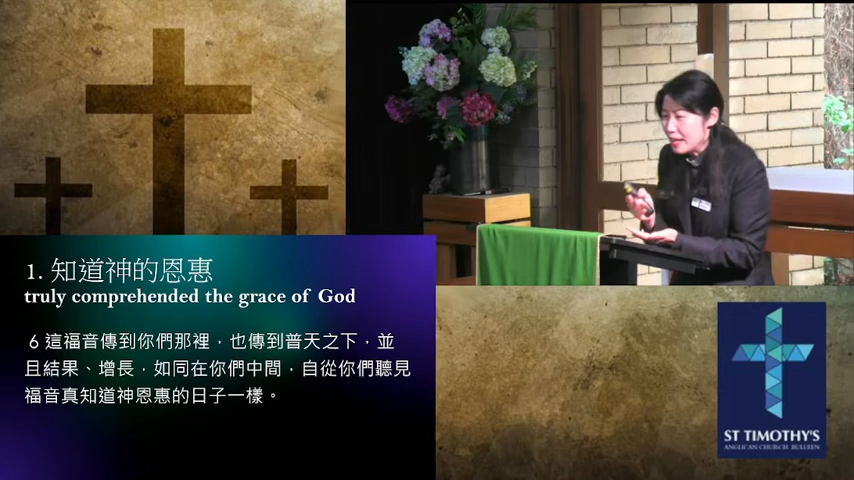 1. 知道神的恩惠
truly comprehended the grace of God
6 這福音傳到你們那裡，也傳到普天之下，並
且結果、增長，如同在你們中間，自從你們聽見
福音真知道神恩惠的日子一樣。
ST TIMOTHY'S
ANGLICAN CHURCH BULLEEN